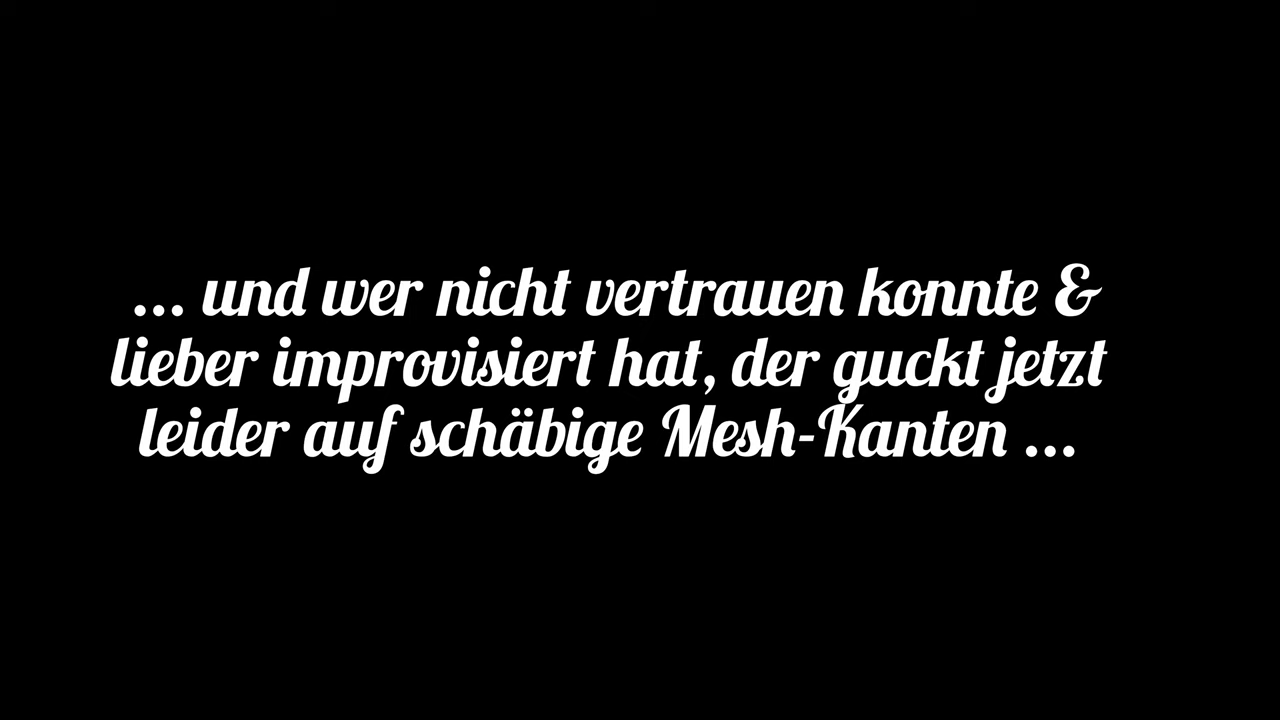 ... und wer nicht vertrauen konnte &
lieber improvisiert hat, der guckt jetzt
leider auf schäbige Mesh-Kanten ...